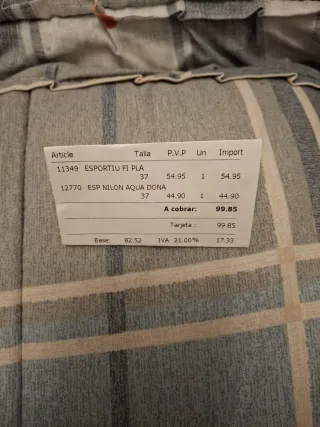 Article Talla P.V.P Un Import
11349 ESPORTIU FI PLA
37 54.95 1 54.95
12770 ESP NILON AQUA DONA
37 44.90 1 44.90
A cobrar: 99.85
Tarjeta : 99.85
Base: 82.52 IVA 21.00% 17.33